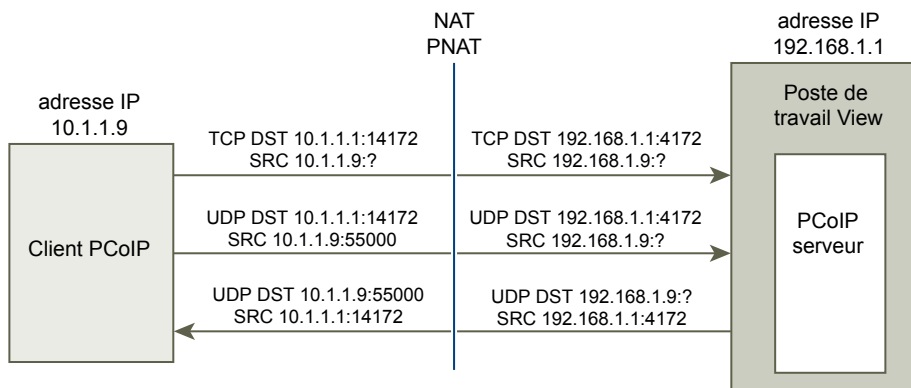 NAT
PNAT
adresse IP
192.168.1.1
adresse IP
10.1.1.9
Poste de
travail View
TCP DST 10.1.1.1:14172
SRC 10.1.1.9:?
TCP DST 192.168.1.1:4172
SRC 192.168.1.9:?
Client PCoIP
UDP DST 10.1.1.1:14172
SRC 10.1.1.9:55000
UDP DST 192.168.1.1:4172
SRC 192.168.1.9:?
PCoIP
serveur
UDP DST 10.1.1.9:55000
SRC 10.1.1.1:14172
UDP DST 192.168.1.9:?
SRC 192.168.1.1:4172